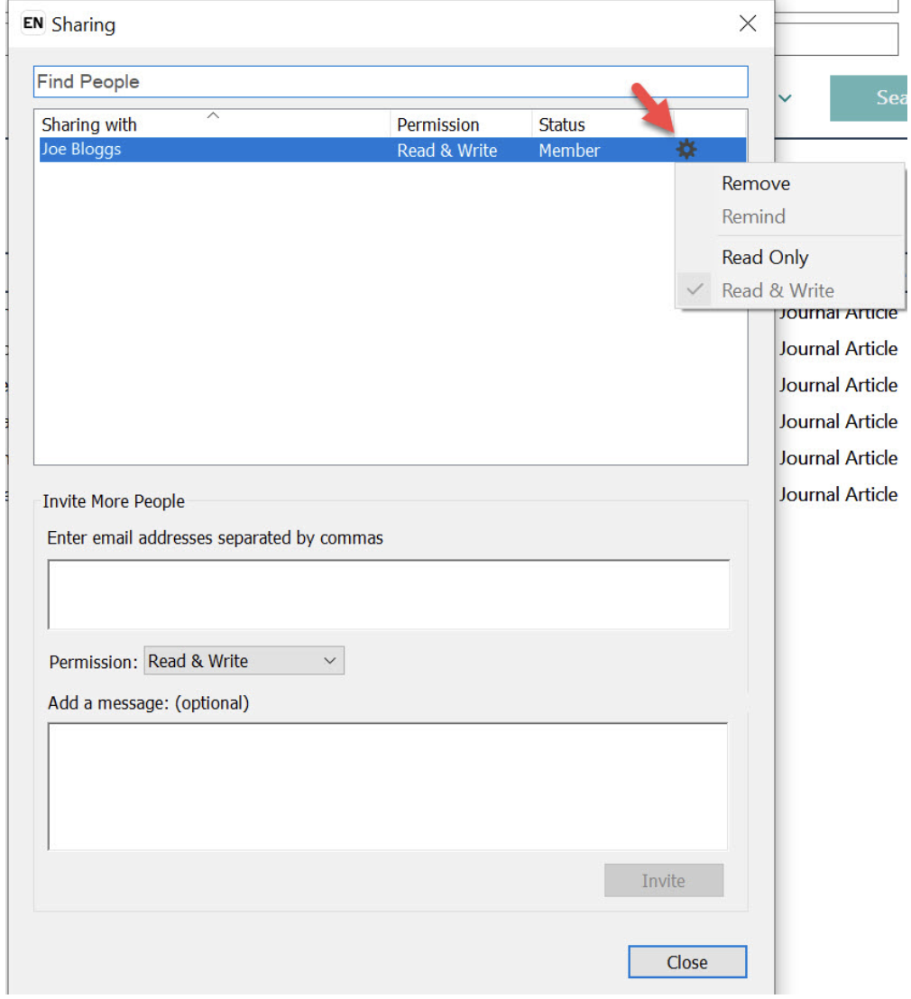 EN Sharing
Find People
Sea
Sharing with Permission Status
Joe Bloggs Read & Write Member
Remove
Remind
Read Only
Read & Write
Journal Article
Journal Article
Journal Article
Journal Article
Journal Article
Journal Article
Invite More People
Enter email addresses separated by commas
Permission: Read & Write
Add a message: (optional)
Invite
Close